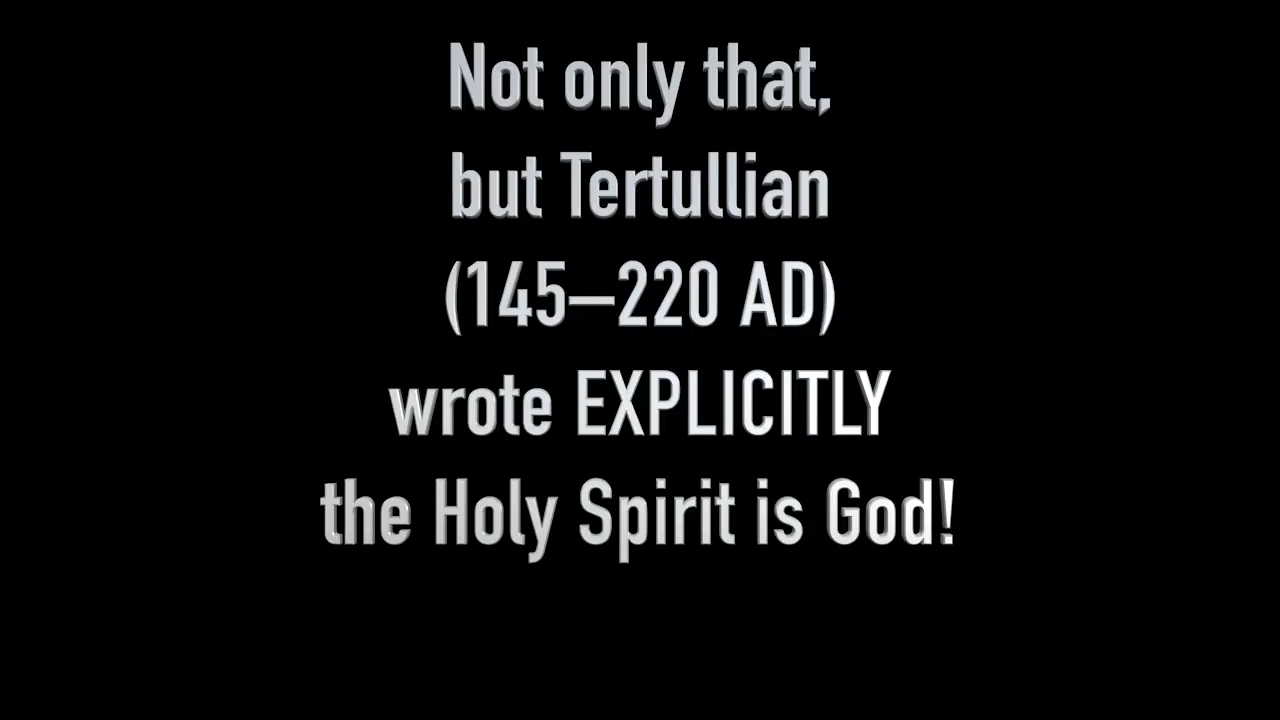 Not only that,
but Tertullian
(145–220 AD)
wrote EXPLICITLY
the Holy Spirit is God!